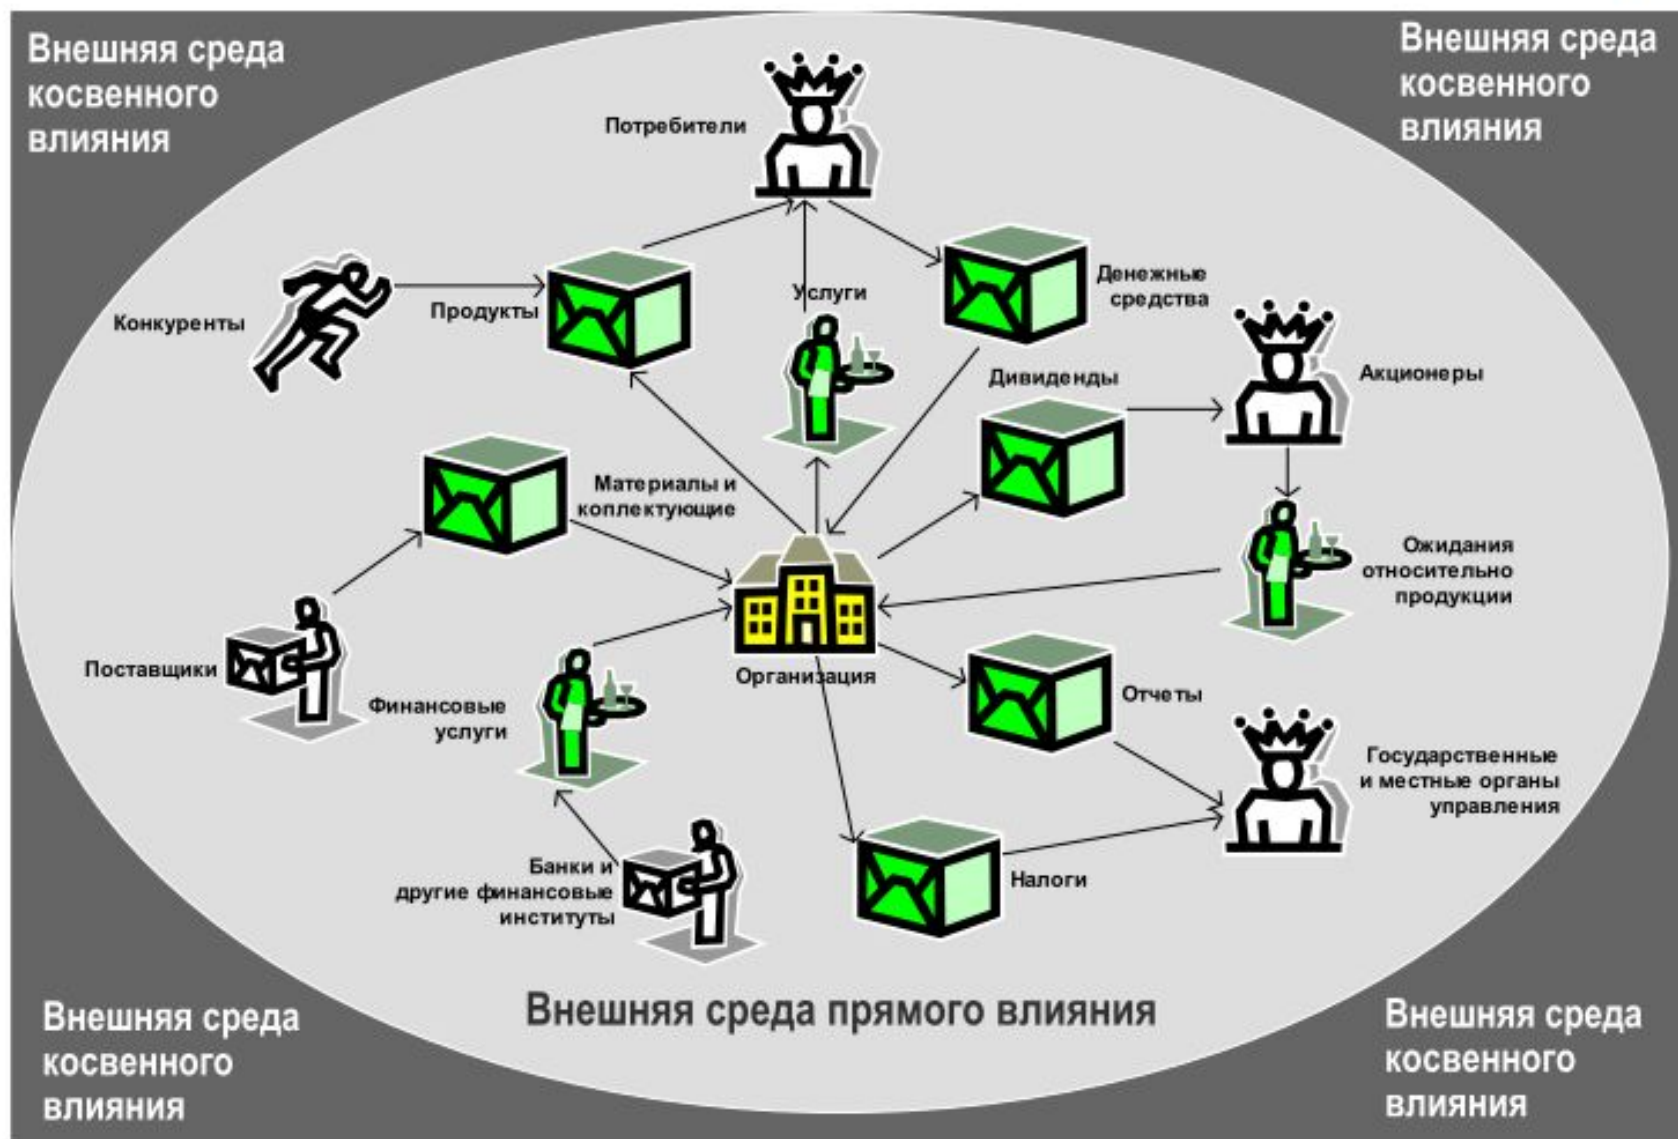 Внешняя среда
косвенного
влияния
Внешняя среда
косвенного
влияния
Потребители
Конкуренты
Продукты
Услуги
Денежные
средства
Дивиденды
Акционеры
Материалы и
коплектующие
Ожидания
относительно
продукции
Поставщики
Финансовые
услуги
Организация
Отчеты
Государственные
и местные органы
управления
Банки и
другие финансовые
институты
Налоги
Внешняя среда прямого влияния
Внешняя среда
косвенного
влияния
Внешняя среда
косвенного
влияния